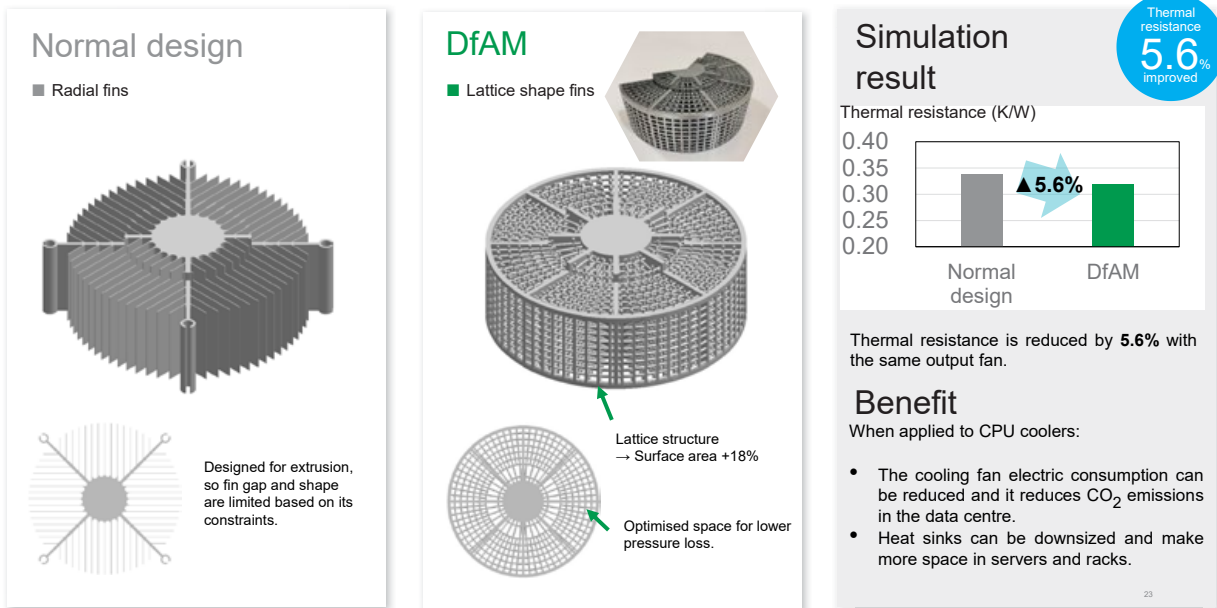 Normal design
Radial fins
Designed for extrusion,
so fin gap and shape
are limited based on its
constraints.
DfAM
Lattice shape fins
Lattice structure
→ Surface area +18%
Optimised space for lower
pressure loss.
Simulation
result
Thermal
resistance
5.6%
improved
Thermal resistance (K/W)
0.40
0.35
0.30
0.25
0.20
▲5.6%
Normal
design
DfAM
Thermal resistance is reduced by 5.6% with
the same output fan.
Benefit
When applied to CPU coolers:
• The cooling fan electric consumption can
be reduced and it reduces CO2 emissions
in the data centre.
• Heat sinks can be downsized and make
more space in servers and racks.
23